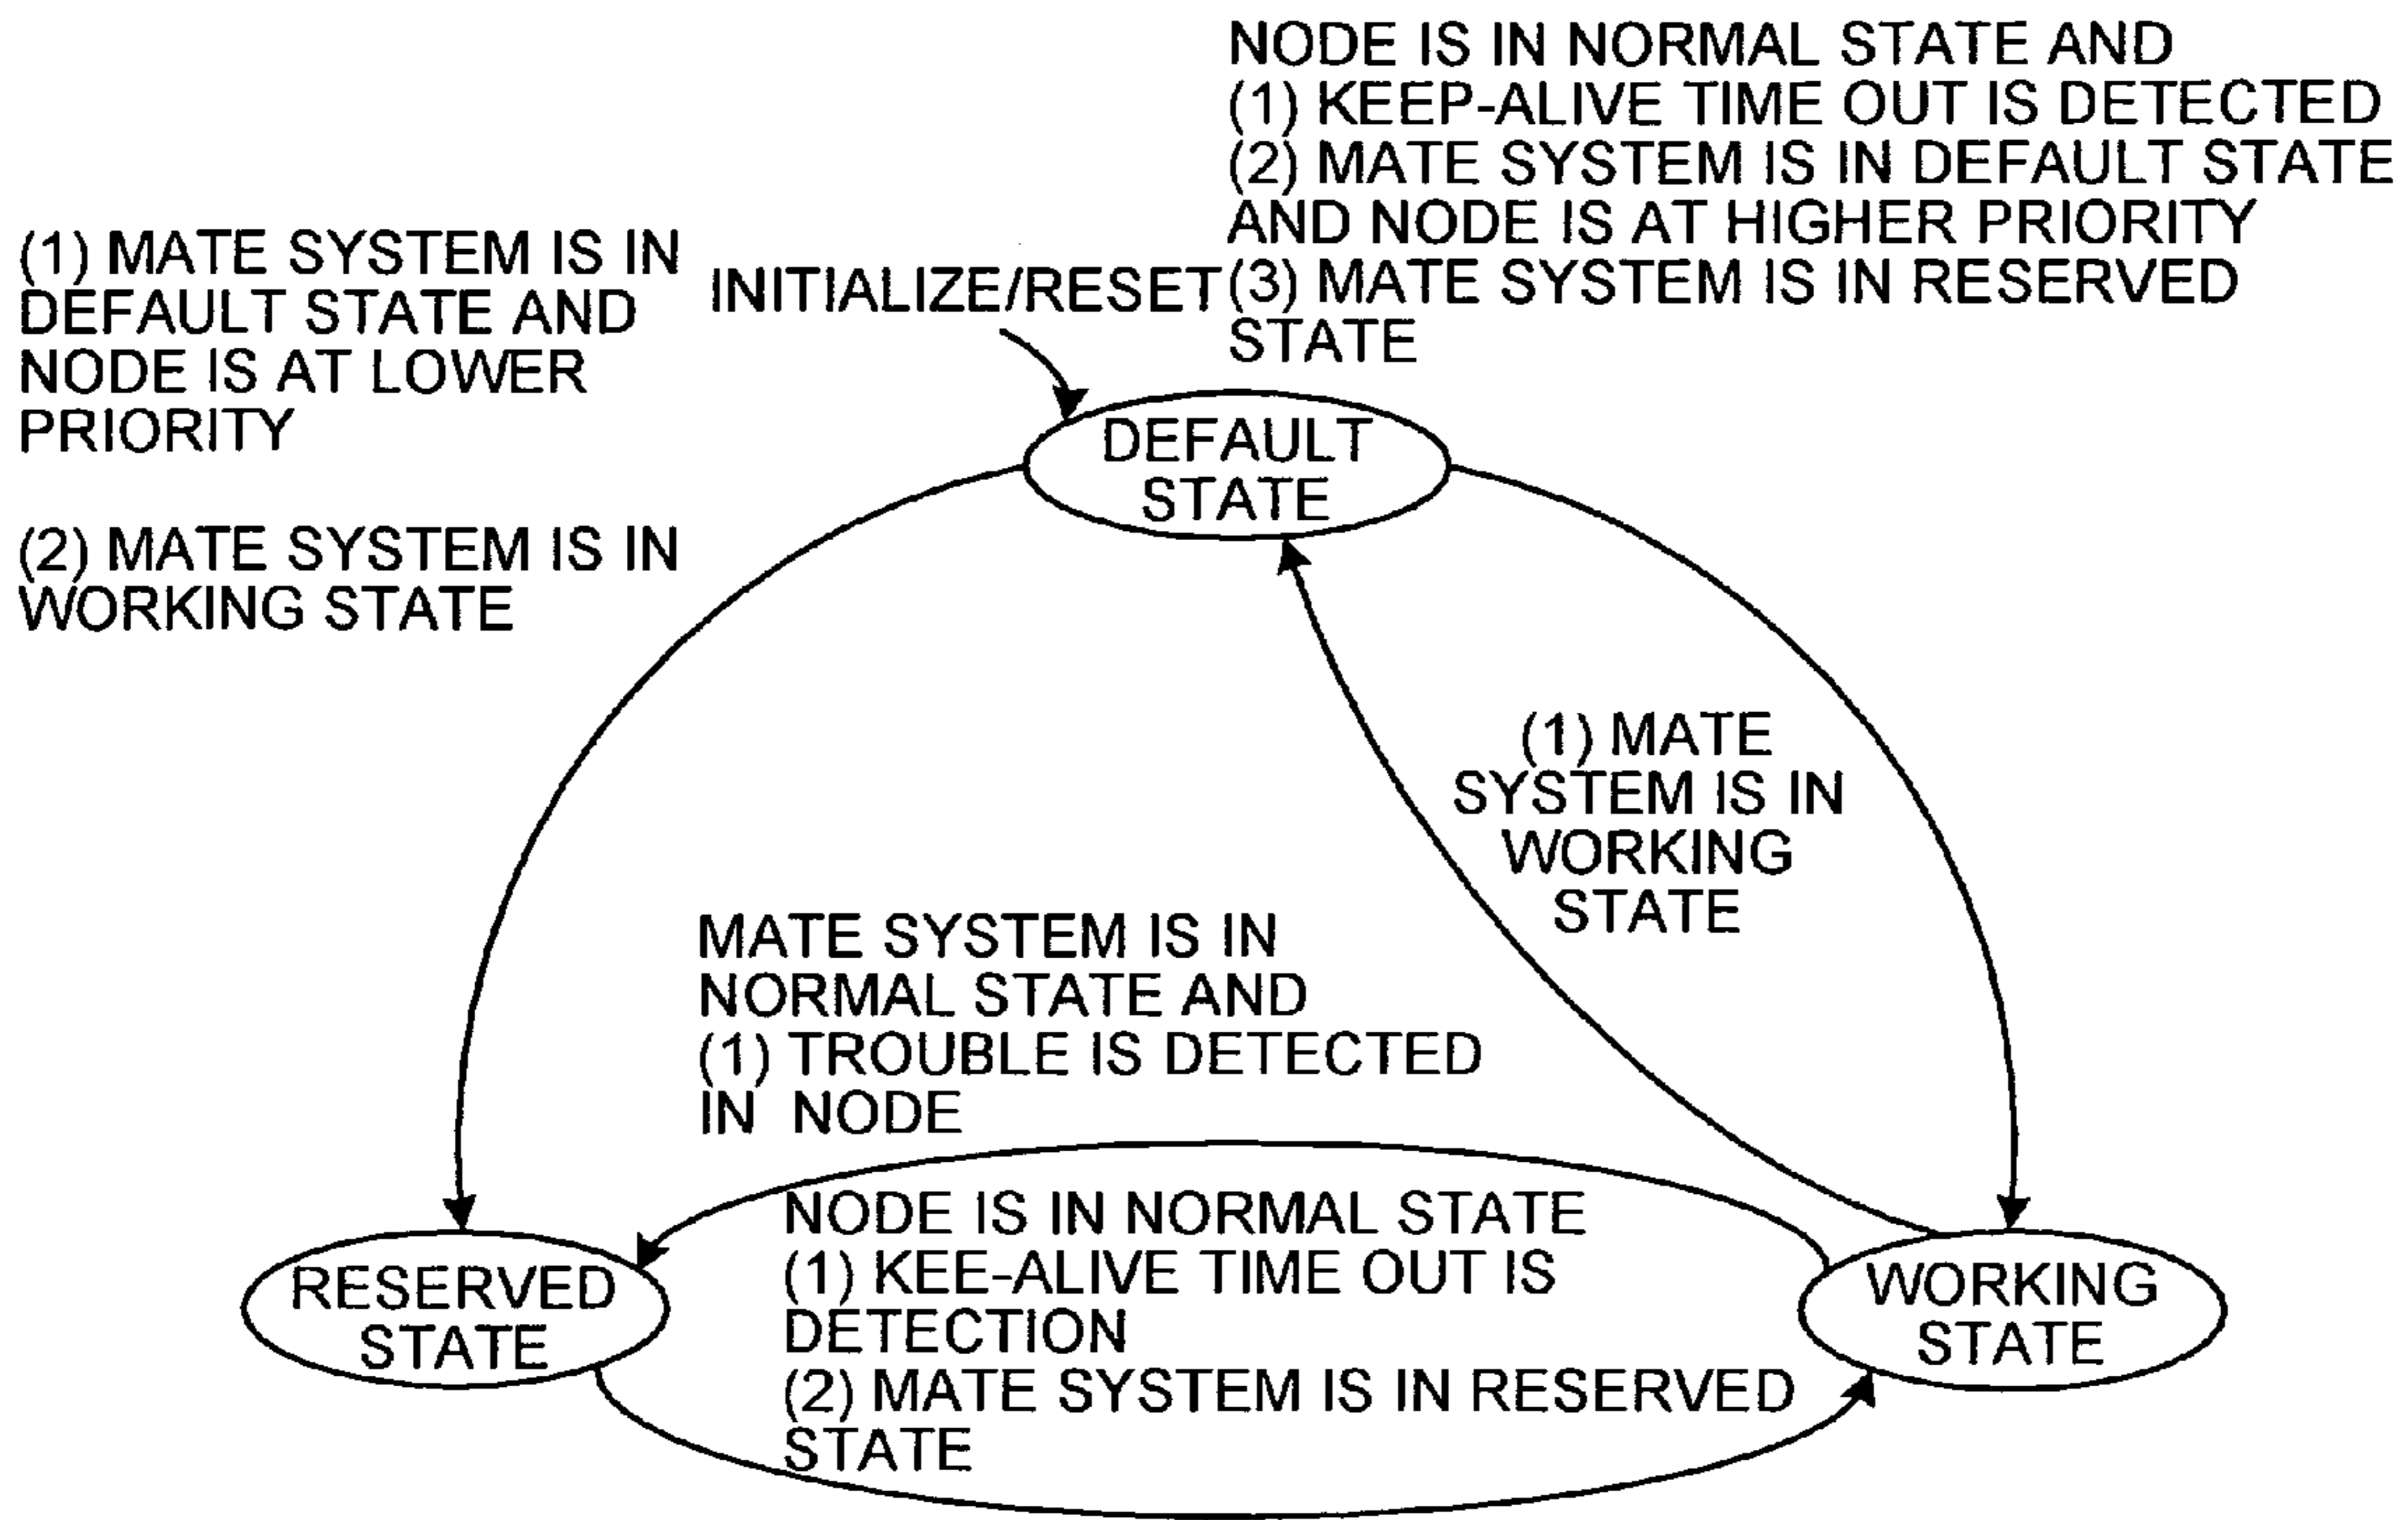 NODE IS IN NORMAL STATE AND
(1) KEEP-ALIVE TIME OUT IS DETECTED
(2) MATE SYSTEM IS IN DEFAULT STATE
AND NODE IS AT HIGHER PRIORITY
(3) MATE SYSTEM IS IN RESERVED
STATE
(1) MATE SYSTEM IS IN
DEFAULT STATE AND
NODE IS AT LOWER
PRIORITY
(2) MATE SYSTEM IS IN
WORKING STATE
INITIALIZE/RESET
DEFAULT
STATE
(1) MATE
SYSTEM IS IN
WORKING
STATE
MATE SYSTEM IS IN
NORMAL STATE AND
(1) TROUBLE IS DETECTED
IN NODE
NODE IS IN NORMAL STATE
(1) KEE-ALIVE TIME OUT IS
DETECTION
(2) MATE SYSTEM IS IN RESERVED
STATE
RESERVED
STATE
WORKING
STATE